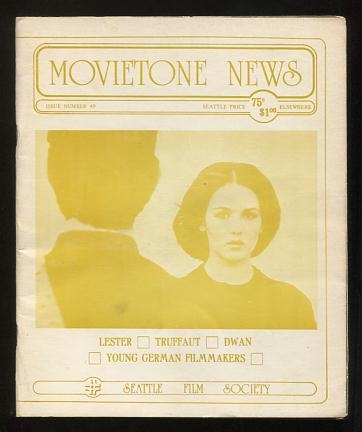 MOVIETONE NEWS
ISSUE NUMBER 49 SEATTLE PRICE 75¢ $1.00 ELSEWHERE
LESTER TRUFFAUT DWAN
YOUNG GERMAN FILMMAKERS
SEATTLE FILM SOCIETY